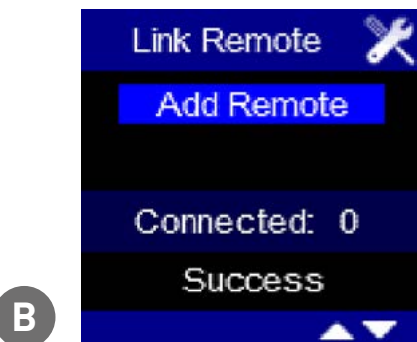 Link Remote
Add Remote
Connected: 0
Success
B